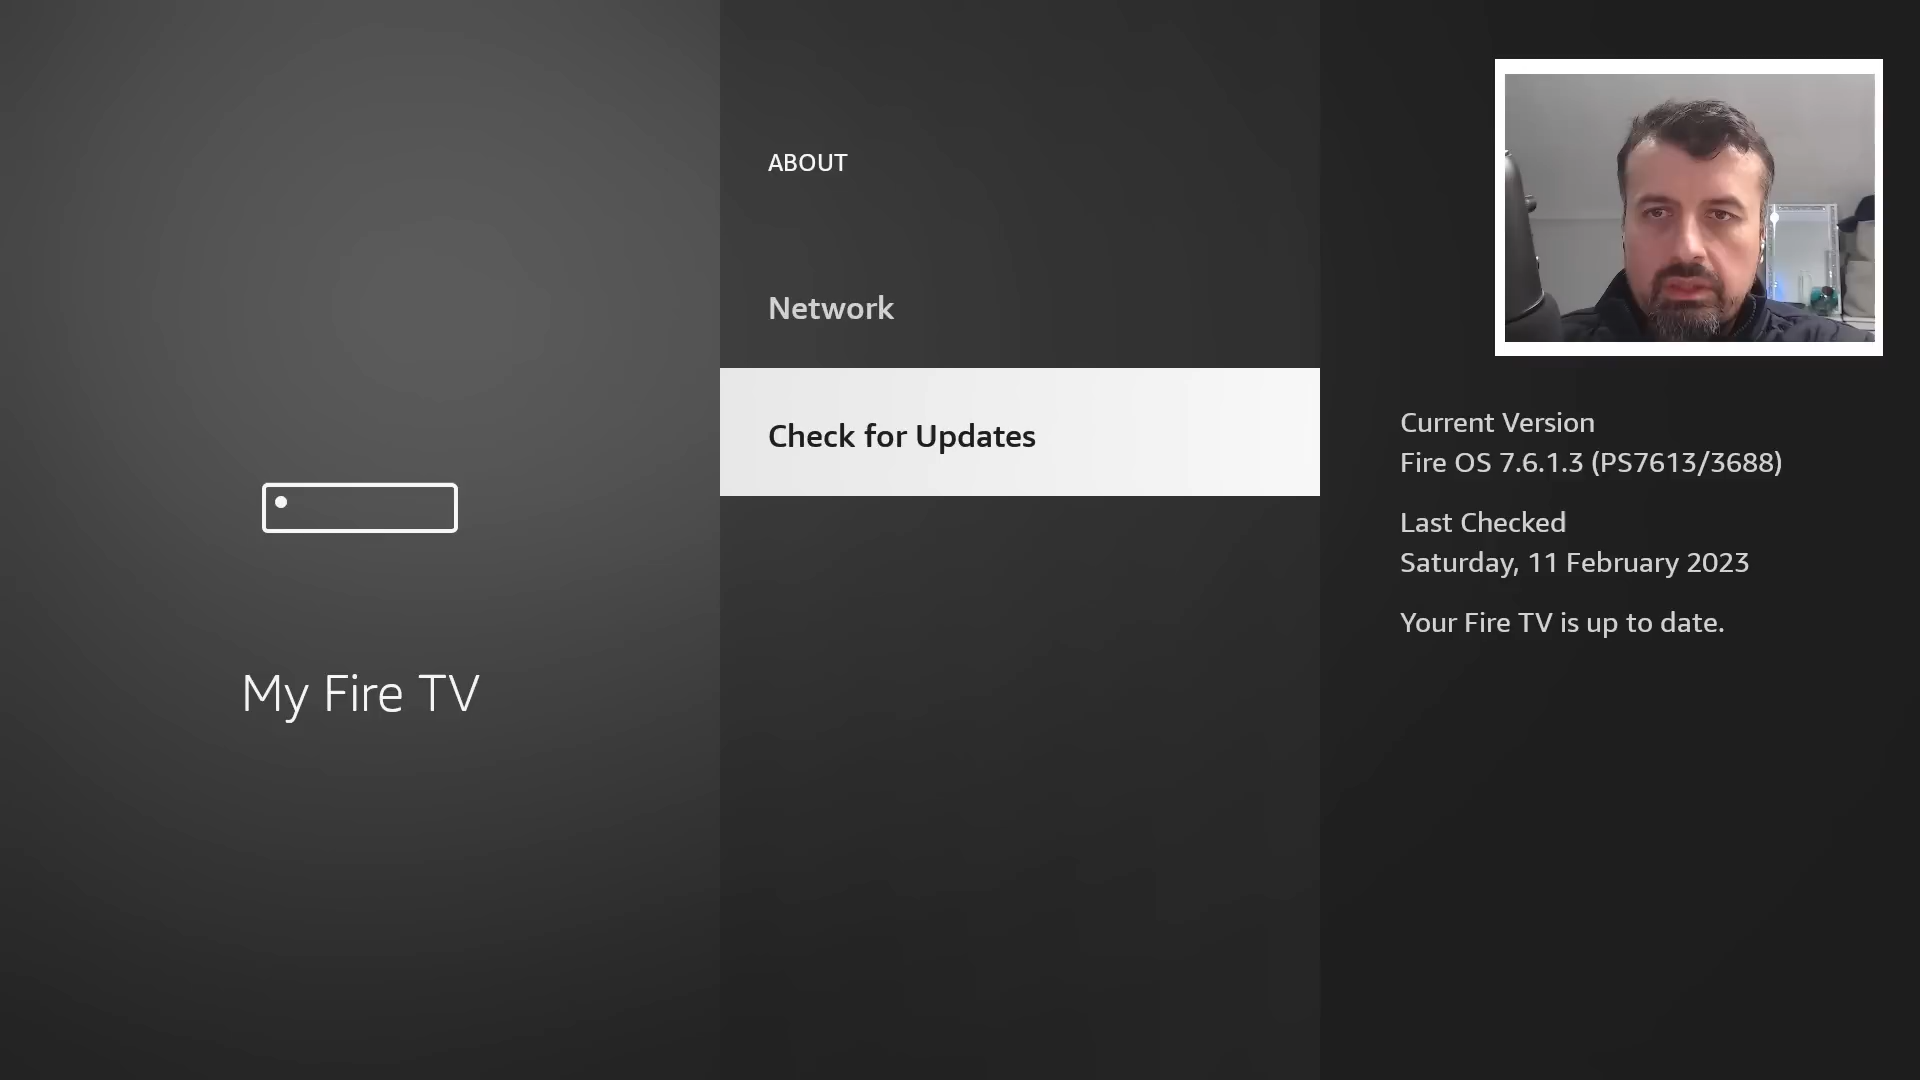 ABOUT
Network
Check for Updates
My Fire TV
Current Version
Fire OS 7.6.1.3 (PS7613/3688)
Last Checked
Saturday, 11 February 2023
Your Fire TV is up to date.